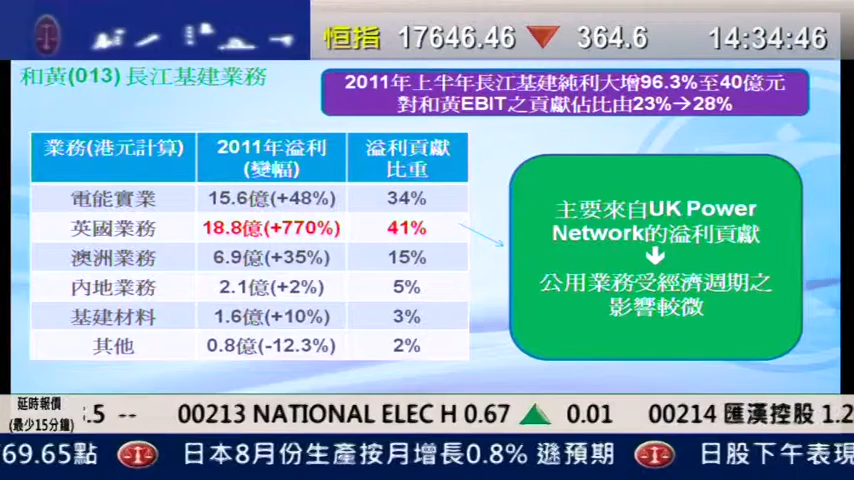 恒指 17646.46 ▼ 364.6 14:34:46
和黃(013)長江基建業務
2011年上半年長江基建純利大增96.3%至40億元
對和黃EBIT之貢獻佔比由23%→28%
業務(港元計算) 2011年溢利(變幅) 溢利貢獻比重
電能實業 15.6億(+48%) 34%
英國業務 18.8億(+770%) 41%
澳洲業務 6.9億(+35%) 15%
內地業務 2.1億(+2%) 5%
基建材料 1.6億(+10%) 3%
其他 0.8億(-12.3%) 2%
主要來自UK Power
Network的溢利貢獻
↓
公用業務受經濟週期之
影響較微
延時報價
(最少15分鐘)
.5 -- 00213 NATIONAL ELEC H 0.67 ▲ 0.01 00214 匯漢控股 1.2
69.65點 日本8月份生產按月增長0.8% 遜預期 日股下午表現